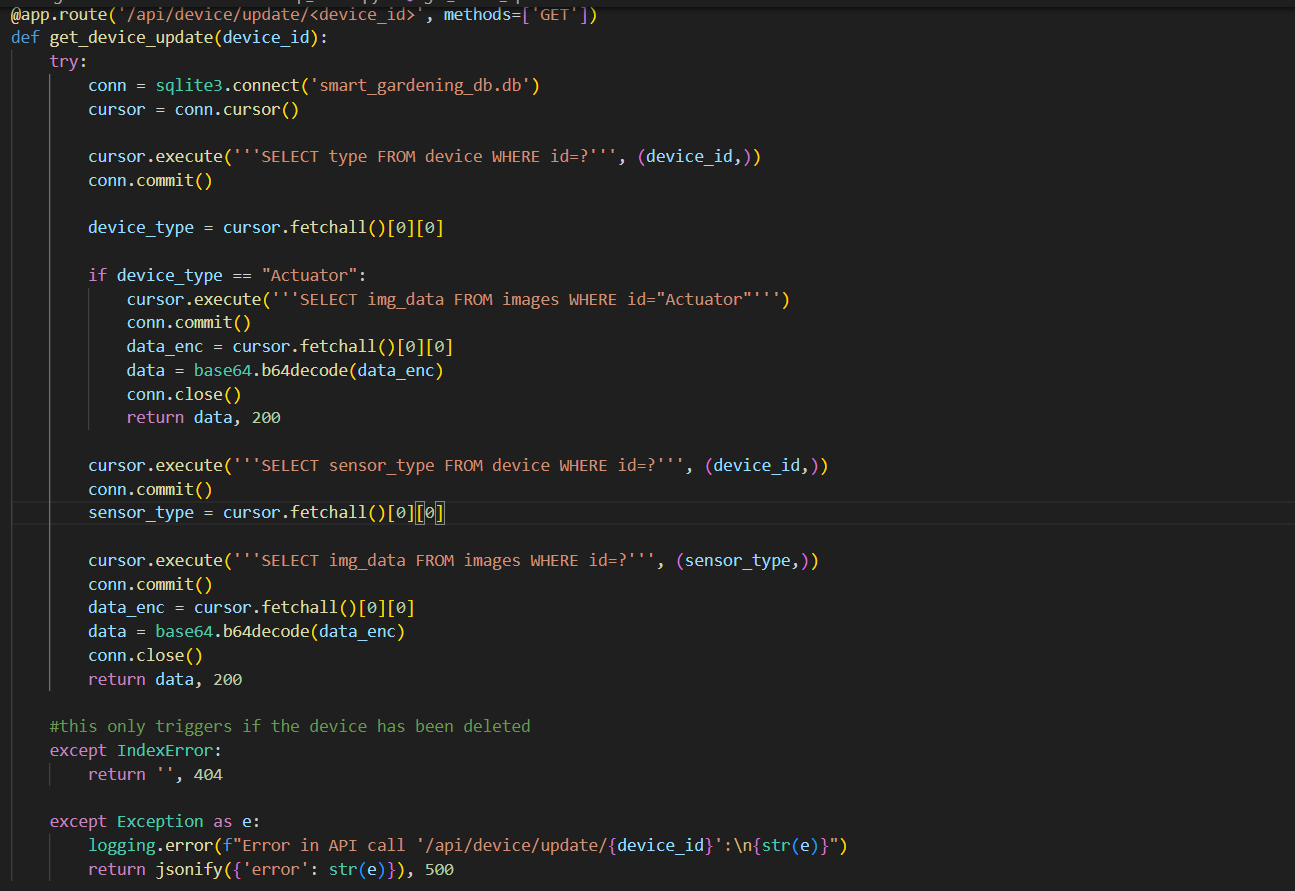 @app.route('/api/device/update/<device_id>', methods=['GET'])
def get_device_update(device_id):
    try:
        conn = sqlite3.connect('smart_gardening_db.db')
        cursor = conn.cursor()

        cursor.execute('''SELECT type FROM device WHERE id=?''', (device_id,))
        conn.commit()

        device_type = cursor.fetchall()[0][0]

        if device_type == "Actuator":
            cursor.execute('''SELECT img_data FROM images WHERE id="Actuator"''')
            conn.commit()
            data_enc = cursor.fetchall()[0][0]
            data = base64.b64decode(data_enc)
            conn.close()
            return data, 200

        cursor.execute('''SELECT sensor_type FROM device WHERE id=?''', (device_id,))
        conn.commit()
        sensor_type = cursor.fetchall()[0][0]

        cursor.execute('''SELECT img_data FROM images WHERE id=?''', (sensor_type,))
        conn.commit()
        data_enc = cursor.fetchall()[0][0]
        data = base64.b64decode(data_enc)
        conn.close()
        return data, 200

    #this only triggers if the device has been deleted
    except IndexError:
        return '', 404

    except Exception as e:
        logging.error(f"Error in API call '/api/device/update/{device_id}':\n{str(e)}")
        return jsonify({'error': str(e)}), 500